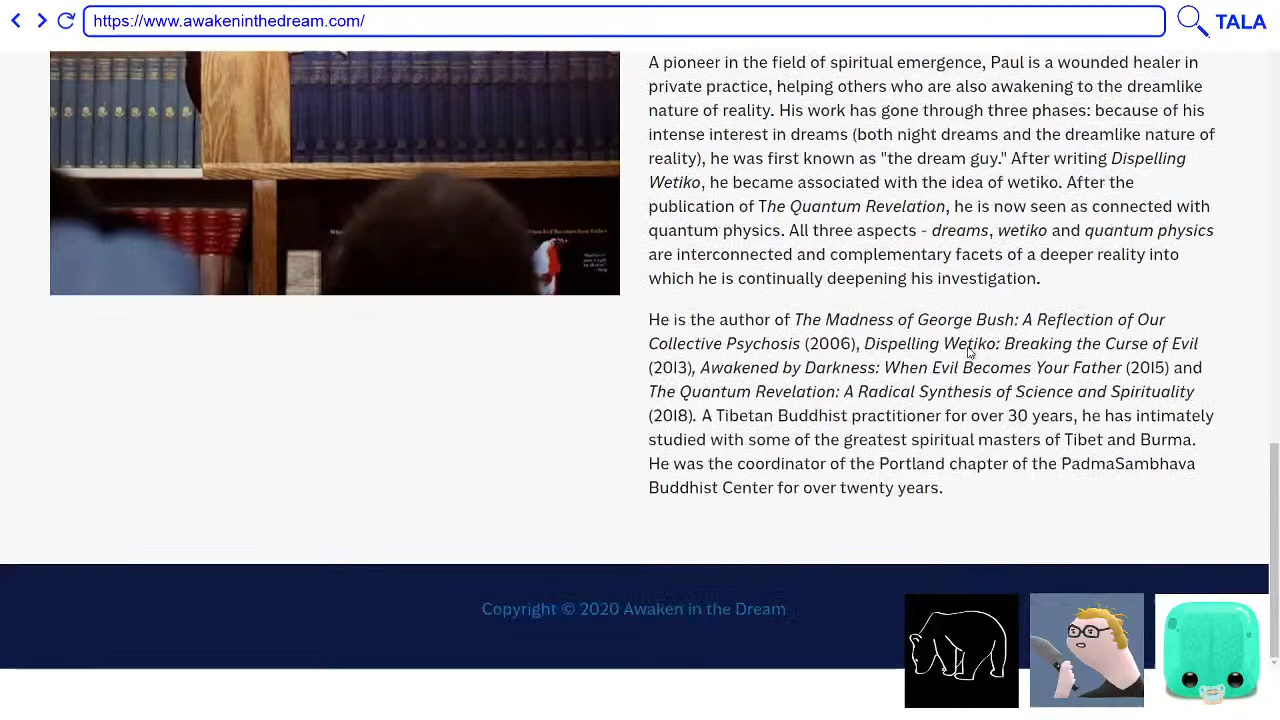 https://www.awakeninthedream.com/
TALA
A pioneer in the field of spiritual emergence, Paul is a wounded healer in
private practice, helping others who are also awakening to the dreamlike
nature of reality. His work has gone through three phases: because of his
intense interest in dreams (both night dreams and the dreamlike nature of
reality), he was first known as "the dream guy." After writing Dispelling
Wetiko, he became associated with the idea of wetiko. After the
publication of The Quantum Revelation, he is now seen as connected with
quantum physics. All three aspects - dreams, wetiko and quantum physics
are interconnected and complementary facets of a deeper reality into
which he is continually deepening his investigation.
He is the author of The Madness of George Bush: A Reflection of Our
Collective Psychosis (2006), Dispelling Wetiko: Breaking the Curse of Evil
(2013), Awakened by Darkness: When Evil Becomes Your Father (2015) and
The Quantum Revelation: A Radical Synthesis of Science and Spirituality
(2018). A Tibetan Buddhist practitioner for over 30 years, he has intimately
studied with some of the greatest spiritual masters of Tibet and Burma.
He was the coordinator of the Portland chapter of the PadmaSambhava
Buddhist Center for over twenty years.
Copyright © 2020 Awaken in the Dream